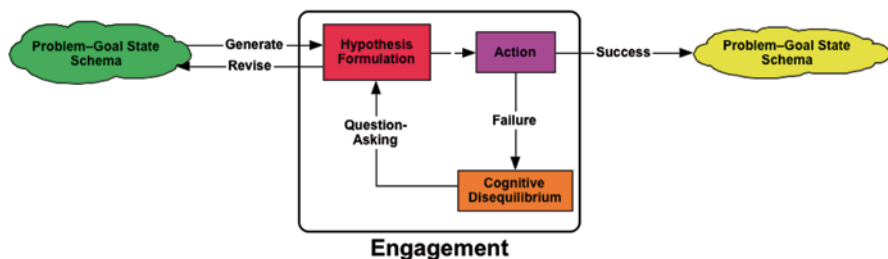 Problem–Goal State
Schema
Generate
Revise
Hypothesis
Formulation
Action
Success
Problem–Goal State
Schema
Question-
Asking
Failure
Cognitive
Disequilibrium
Engagement